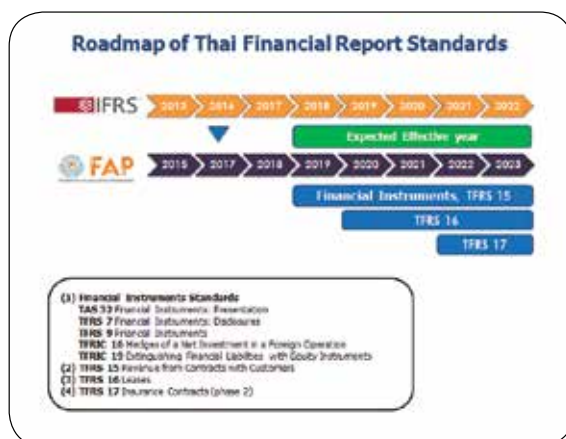 Roadmap of Thai Financial Report Standards
IFRS 2015 2016 2017 2018 2019 2020 2021 2022
Expected Effective year
FAP 2015 2017 2018 2019 2020 2021 2022 2023
Financial Instruments, TFRS 15
TFRS 16
TFRS 17
(1) Financial Instruments Standards
TAS 32 Financial Instruments: Presentation
TFRS 7 Financial Instruments: Disclosures
TFRS 9 Financial Instruments
TFRIC 16 Hedges of a Net Investment in a Foreign Operation
TFRIC 19 Extinguishing Financial Liabilities with Equity Instruments
(2) TFRS 15 Revenue from Contracts with Customers
(3) TFRS 16 Leases
(4) TFRS 17 Insurance Contracts (phase 2)